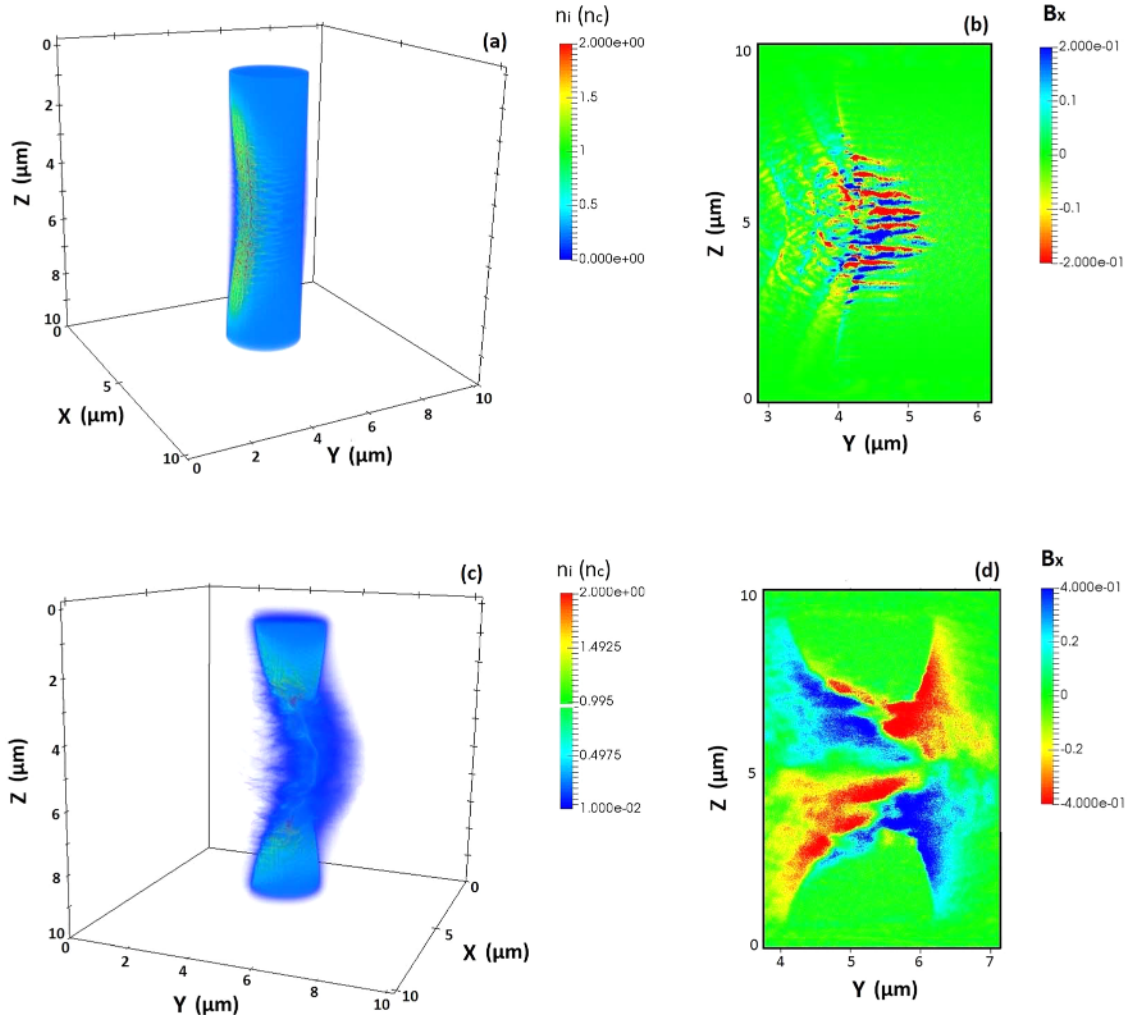 (a)
0
2
4
6
8
10
Z (μm)
0
5
10
X (μm)
0
2
4
6
8
10
Y (μm)
ni (nc)
2.000e+00
1.5
1
0.5
0.000e+00
(b)
10
5
0
Z (μm)
3
4
5
6
Y (μm)
Bx
2.000e-01
0.1
0
-0.1
-2.000e-01
(c)
0
2
4
6
8
10
Z (μm)
0
2
4
6
8
10
Y (μm)
0
5
10
X (μm)
ni (nc)
2.000e+00
1.4925
0.995
0.4975
1.000e-02
(d)
10
5
0
Z (μm)
4
5
6
7
Y (μm)
Bx
4.000e-01
0.2
0
-0.2
-4.000e-01